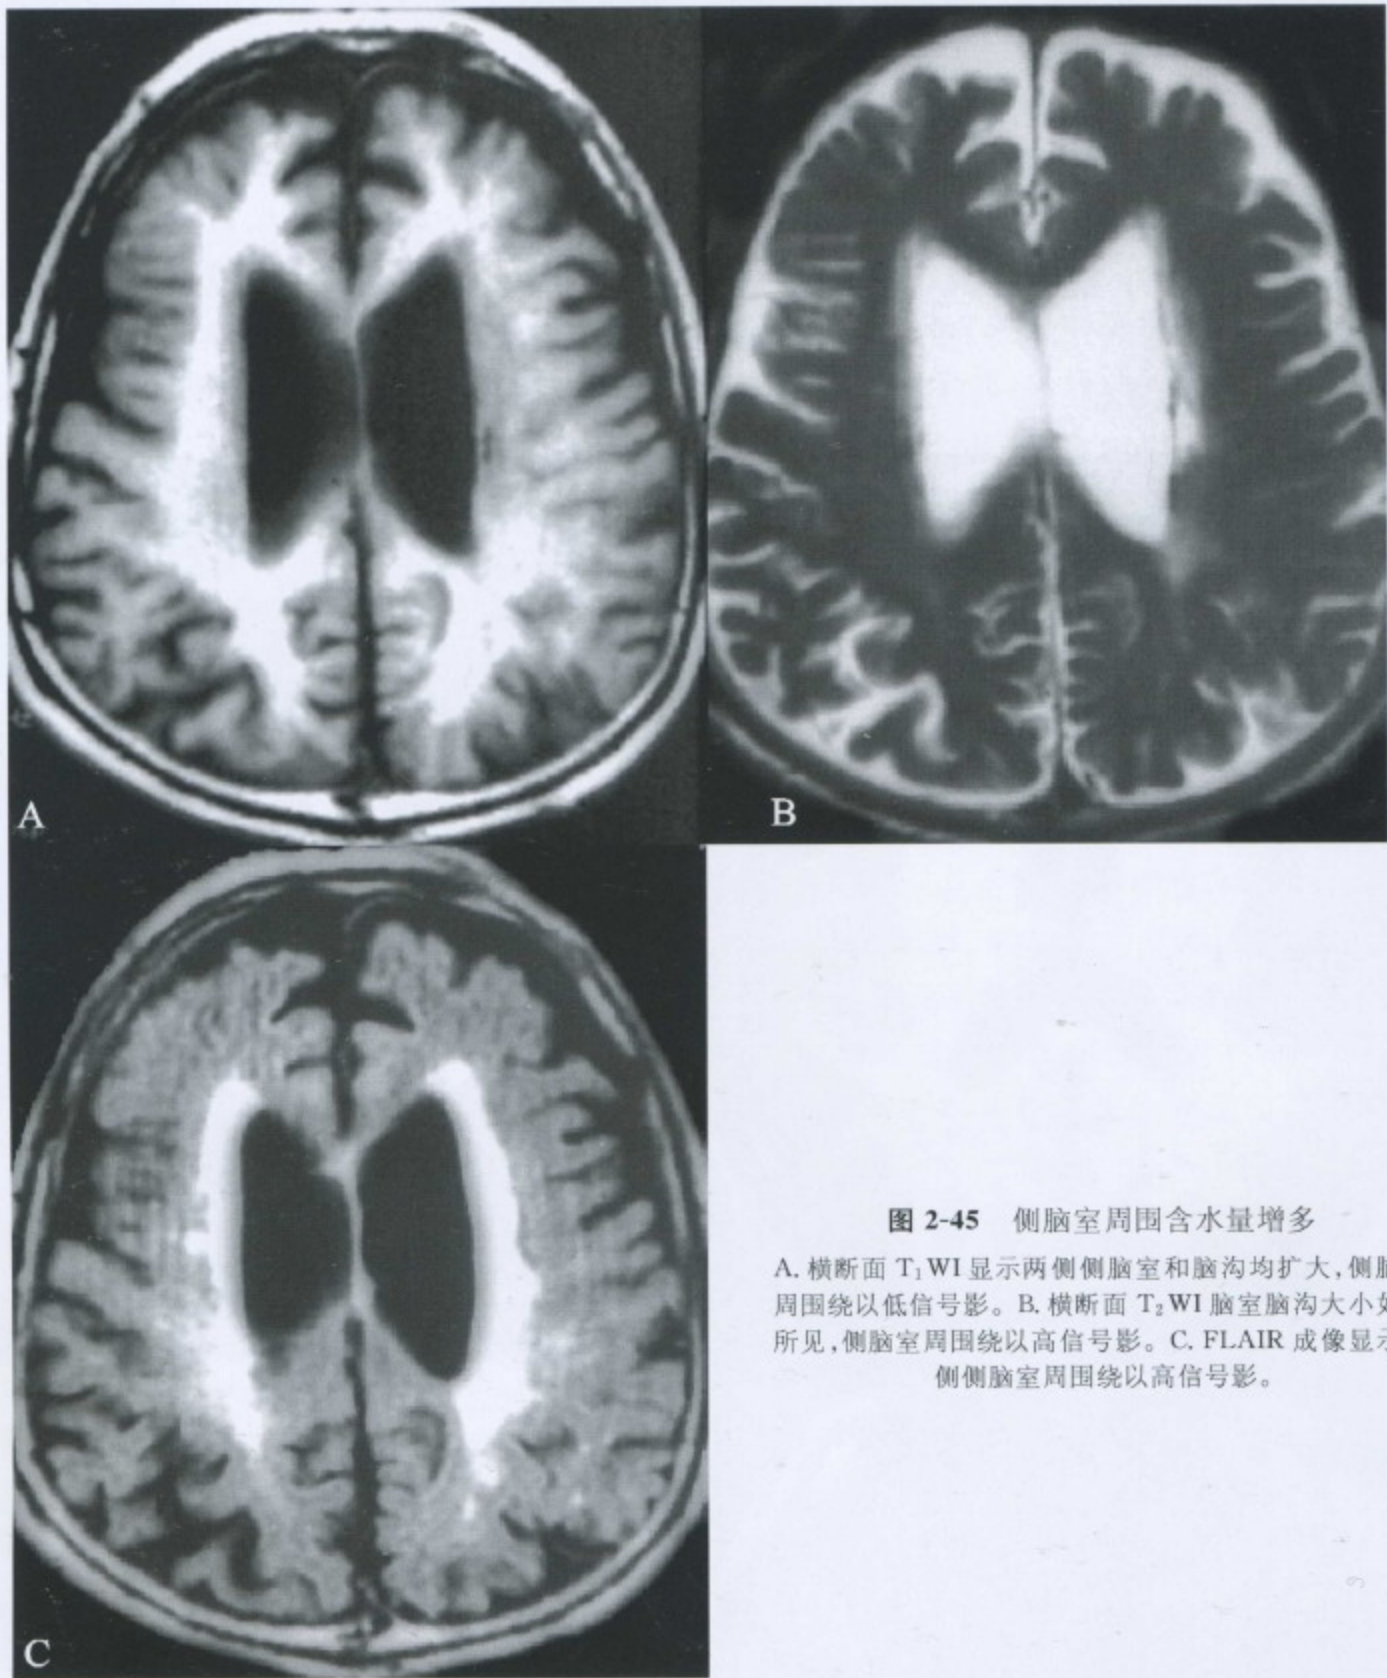 A
B
C
图 2-45 侧脑室周围含水量增多
A. 横断面 T₁WI 显示两侧侧脑室和脑沟均扩大,侧脑
周围绕以低信号影。B. 横断面 T₂WI 脑室脑沟大小如
所见,侧脑室周围绕以高信号影。C. FLAIR 成像显示
侧侧脑室周围绕以高信号影。